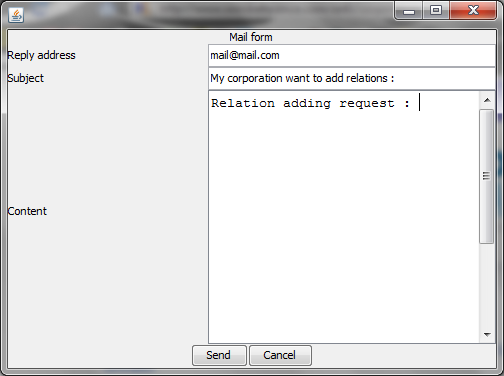 Mail form
Reply address mail@mail.com
Subject My corporation want to add relations :
Content Relation adding request :
Send Cancel